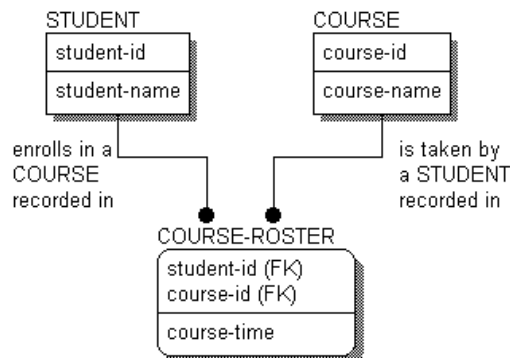 STUDENT
student-id
student-name
COURSE
course-id
course-name
enrolls in a
COURSE
recorded in
is taken by
a STUDENT
recorded in
COURSE-ROSTER
student-id (FK)
course-id (FK)
course-time